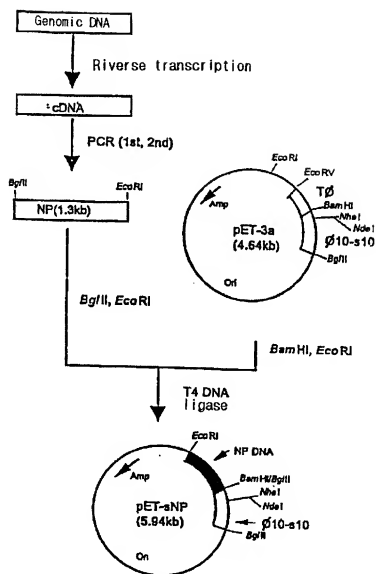 Genomic DNA
Riverse transcription
cDNA
PCR (1st, 2nd)
BglII
EcoRI
NP(1.3kb)
EcoRI
EcoRV
TØ
BamHI
NheI
NdeI
Ø10-s10
BglII
Amp
pET-3a
(4.64kb)
Ori
BglII, EcoRI
BamHI, EcoRI
T4 DNA
ligase
EcoRI
NP DNA
Amp
BamHI/BglII
NheI
NdeI
pET-sNP
(5.94kb)
Ø10-s10
BglII
Ori